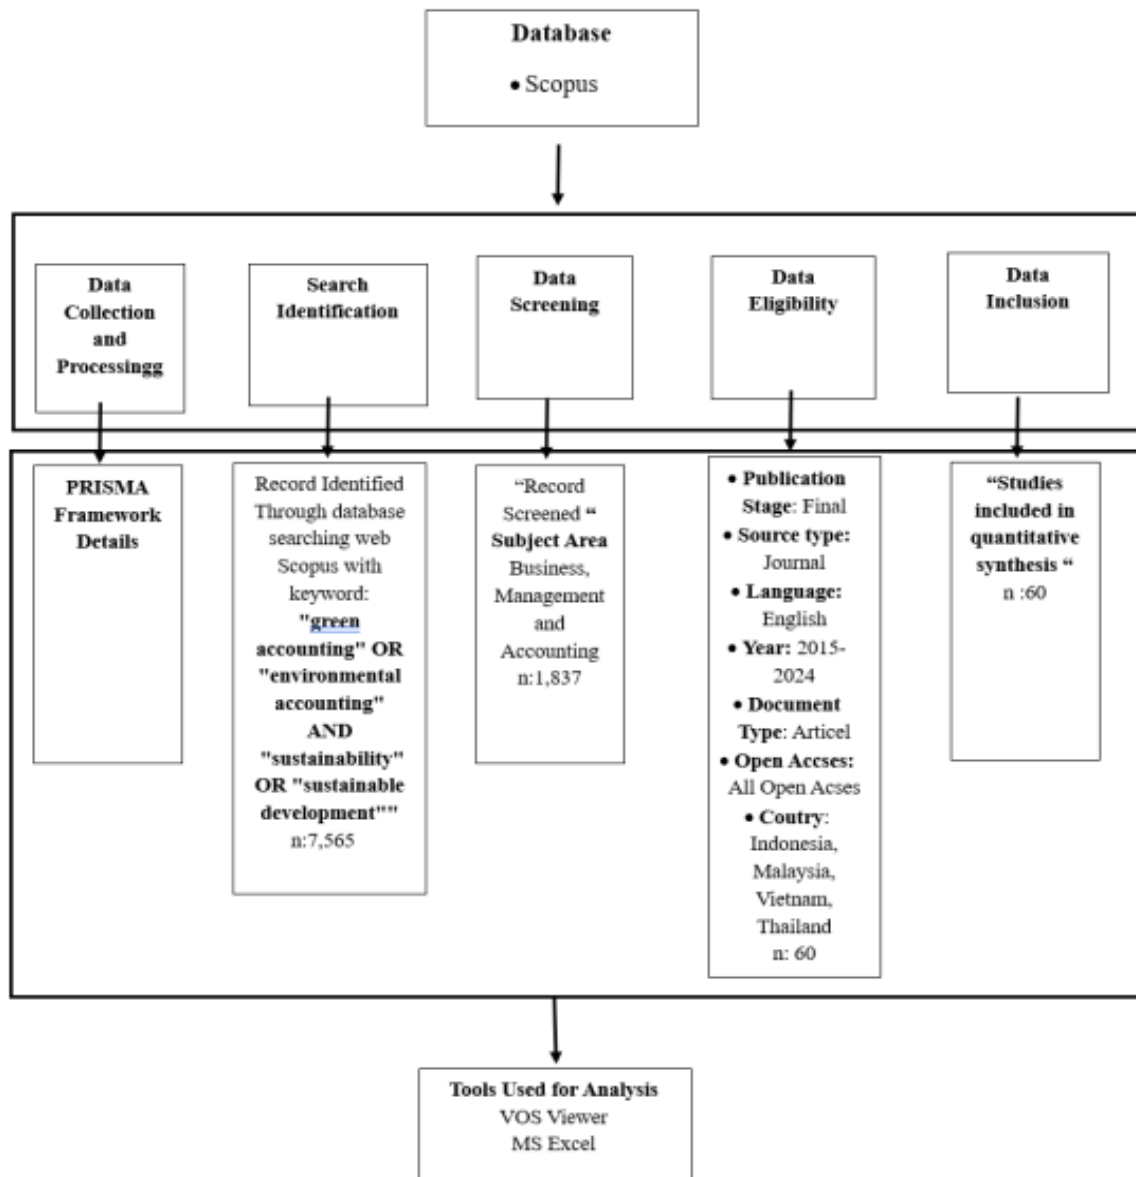 Database
• Scopus
Data
Collection
and
Processingg
Search
Identification
Data
Screening
Data
Eligibility
Data
Inclusion
PRISMA
Framework
Details
Record Identified
Through database
searching web
Scopus with
keyword:
"green
accounting" OR
"environmental
accounting"
AND
"sustainability"
OR "sustainable
development""
n:7,565
“Record
Screened “
Subject Area
Business,
Management
and
Accounting
n:1,837
• Publication
Stage: Final
• Source type:
Journal
• Language:
English
• Year: 2015-
2024
• Document
Type: Articel
• Open Accses:
All Open Acses
• Coutry:
Indonesia,
Malaysia,
Vietnam,
Thailand
n: 60
“Studies
included in
quantitative
synthesis “
n :60
Tools Used for Analysis
VOS Viewer
MS Excel